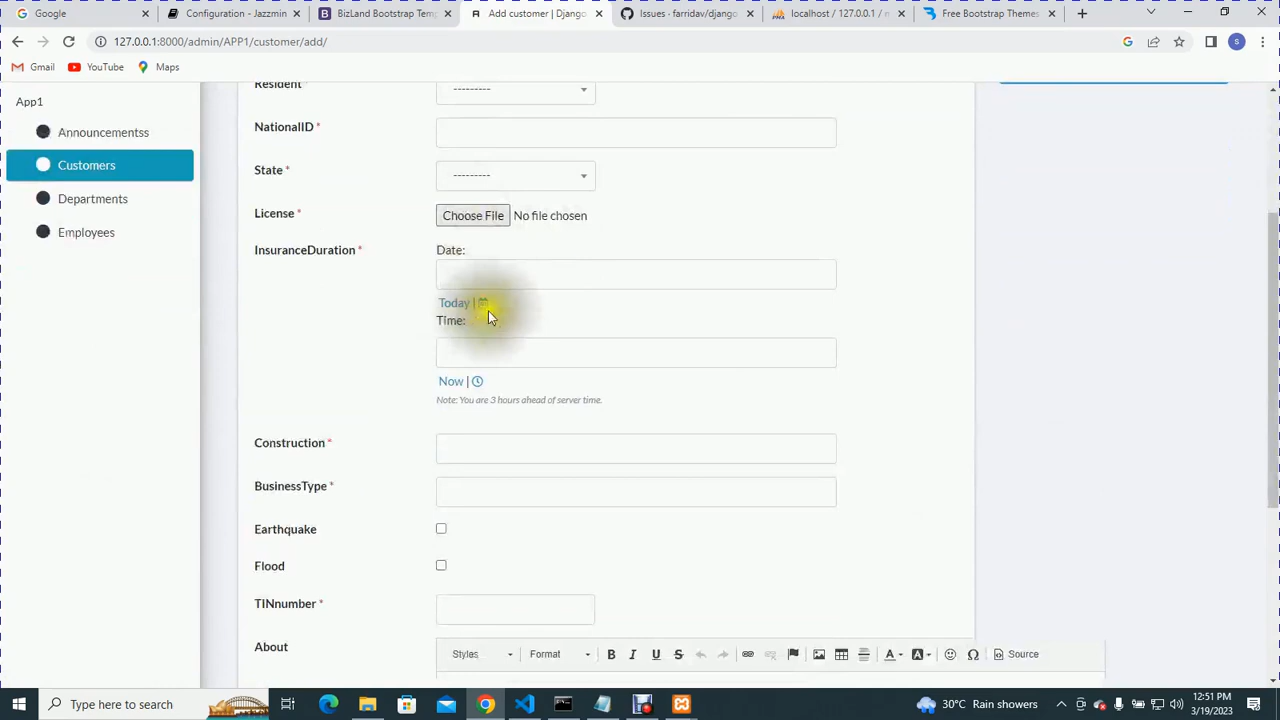 Google
Configuration - Jazzmin
BizLand Bootstrap Temp
Add customer | Django
Issues - farridav/django
localhost / 127.0.0.1 / m
Free Bootstrap Themes
127.0.0.1:8000/admin/APP1/customer/add/
S
Gmail
YouTube
Maps
App1
Announcementss
Customers
Departments
Employees
Resident *
---------
NationalID *
State *
---------
License *
Choose File No file chosen
InsuranceDuration *
Date:
Today |
Time:
Now |
Note: You are 3 hours ahead of server time.
Construction *
BusinessType *
Earthquake
Flood
TINnumber *
About
Styles
Format
B I U S
A
A
Source
Type here to search
Rain showers
12:51 PM
3/19/2023